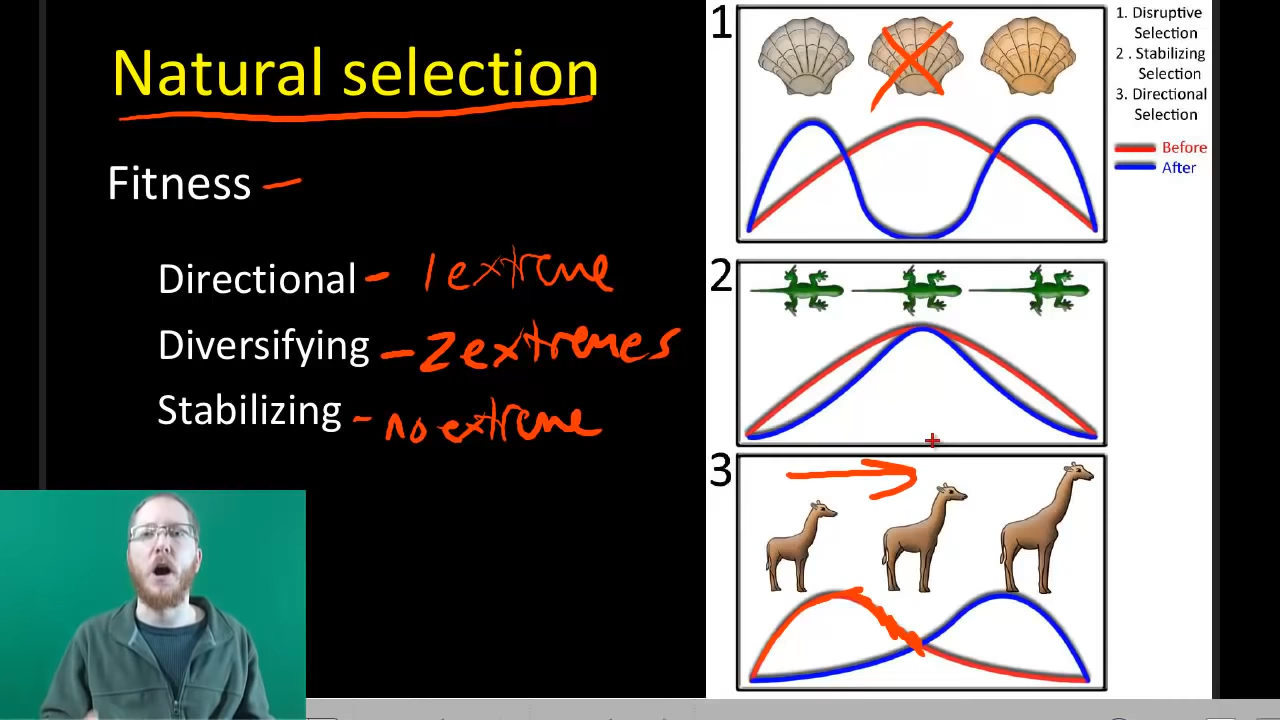 Natural selection
Fitness –
Directional – 1 extreme
Diversifying – 2 extremes
Stabilizing – no extreme
1
2
3
1. Disruptive
Selection
2 . Stabilizing
Selection
3. Directional
Selection
Before
After